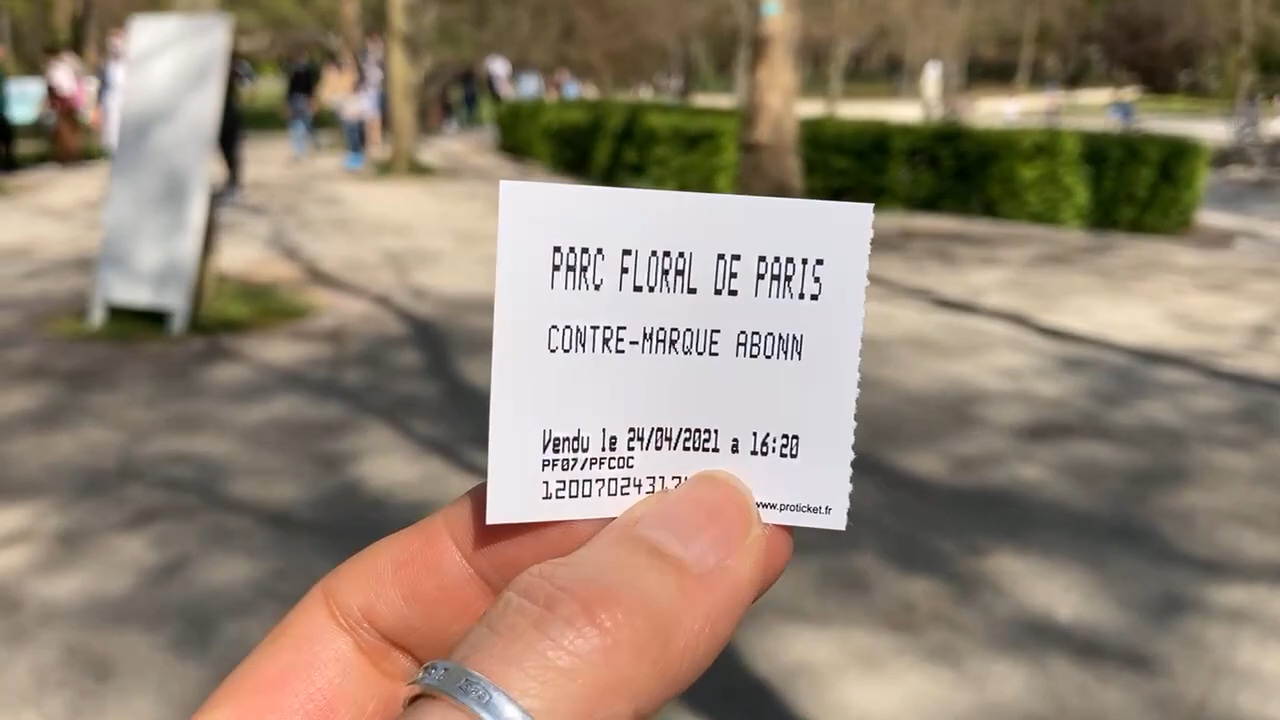 PARC FLORAL DE PARIS
CONTRE-MARQUE ABONN
Vendu le 24/04/2021 a 16:20
PF07/PFCOC
www.proticket.fr